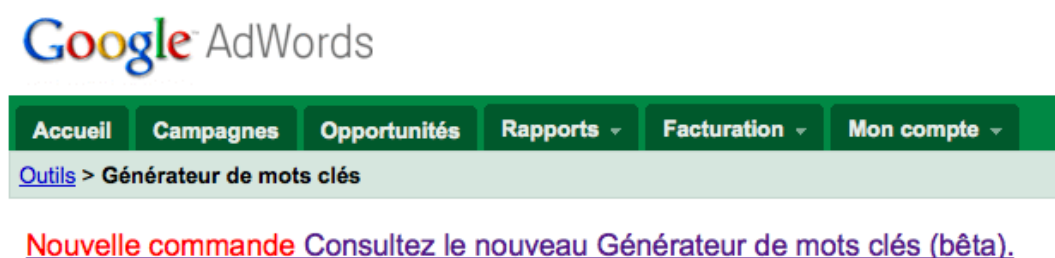 Google AdWords
Accueil Campagnes Opportunités Rapports Facturation Mon compte
Outils > Générateur de mots clés
Nouvelle commande Consultez le nouveau Générateur de mots clés (bêta).